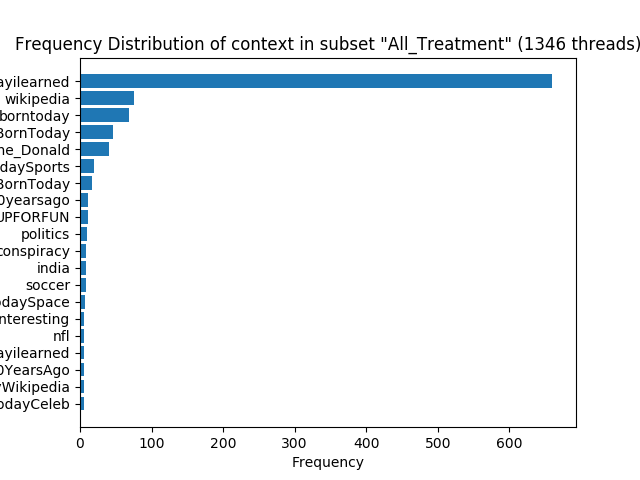 Frequency Distribution of context in subset "All_Treatment" (1346 threads)
ayilearned
wikipedia
borntoday
BornToday
he_Donald
daySports
BornToday
0yearsago
UPFORFUN
politics
conspiracy
india
soccer
odaySpace
nteresting
nfl
ayilearned
0YearsAgo
yWikipedia
odayCeleb
0 100 200 300 400 500 600
Frequency